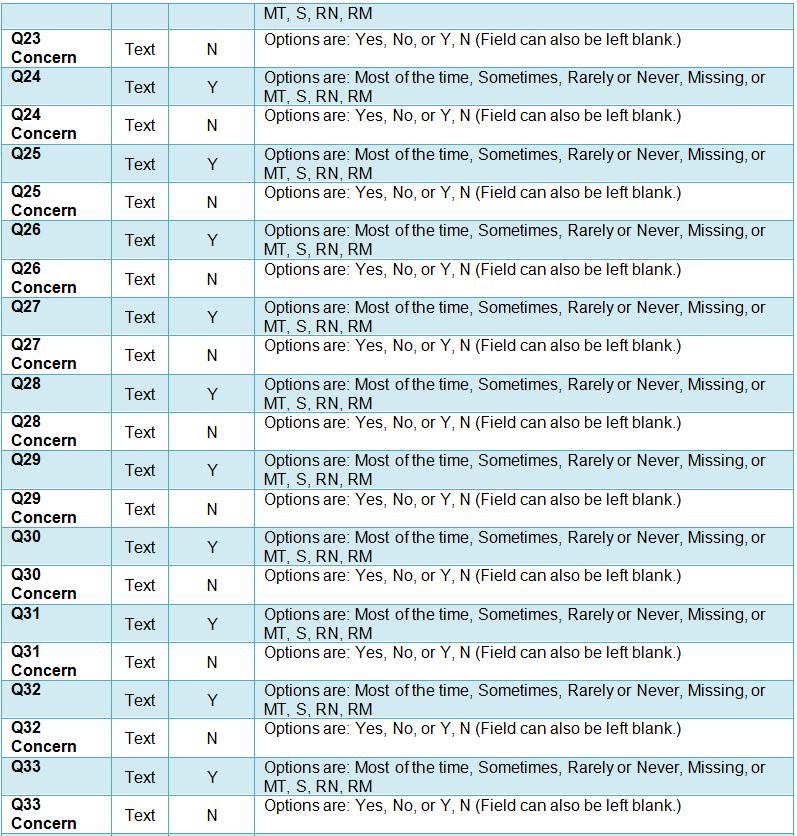 MT, S, RN, RM
Q23 Concern Text N Options are: Yes, No, or Y, N (Field can also be left blank.)
Q24 Text Y Options are: Most of the time, Sometimes, Rarely or Never, Missing, or
MT, S, RN, RM
Q24 Concern Text N Options are: Yes, No, or Y, N (Field can also be left blank.)
Q25 Text Y Options are: Most of the time, Sometimes, Rarely or Never, Missing, or
MT, S, RN, RM
Q25 Concern Text N Options are: Yes, No, or Y, N (Field can also be left blank.)
Q26 Text Y Options are: Most of the time, Sometimes, Rarely or Never, Missing, or
MT, S, RN, RM
Q26 Concern Text N Options are: Yes, No, or Y, N (Field can also be left blank.)
Q27 Text Y Options are: Most of the time, Sometimes, Rarely or Never, Missing, or
MT, S, RN, RM
Q27 Concern Text N Options are: Yes, No, or Y, N (Field can also be left blank.)
Q28 Text Y Options are: Most of the time, Sometimes, Rarely or Never, Missing, or
MT, S, RN, RM
Q28 Concern Text N Options are: Yes, No, or Y, N (Field can also be left blank.)
Q29 Text Y Options are: Most of the time, Sometimes, Rarely or Never, Missing, or
MT, S, RN, RM
Q29 Concern Text N Options are: Yes, No, or Y, N (Field can also be left blank.)
Q30 Text Y Options are: Most of the time, Sometimes, Rarely or Never, Missing, or
MT, S, RN, RM
Q30 Concern Text N Options are: Yes, No, or Y, N (Field can also be left blank.)
Q31 Text Y Options are: Most of the time, Sometimes, Rarely or Never, Missing, or
MT, S, RN, RM
Q31 Concern Text N Options are: Yes, No, or Y, N (Field can also be left blank.)
Q32 Text Y Options are: Most of the time, Sometimes, Rarely or Never, Missing, or
MT, S, RN, RM
Q32 Concern Text N Options are: Yes, No, or Y, N (Field can also be left blank.)
Q33 Text Y Options are: Most of the time, Sometimes, Rarely or Never, Missing, or
MT, S, RN, RM
Q33 Concern Text N Options are: Yes, No, or Y, N (Field can also be left blank.)